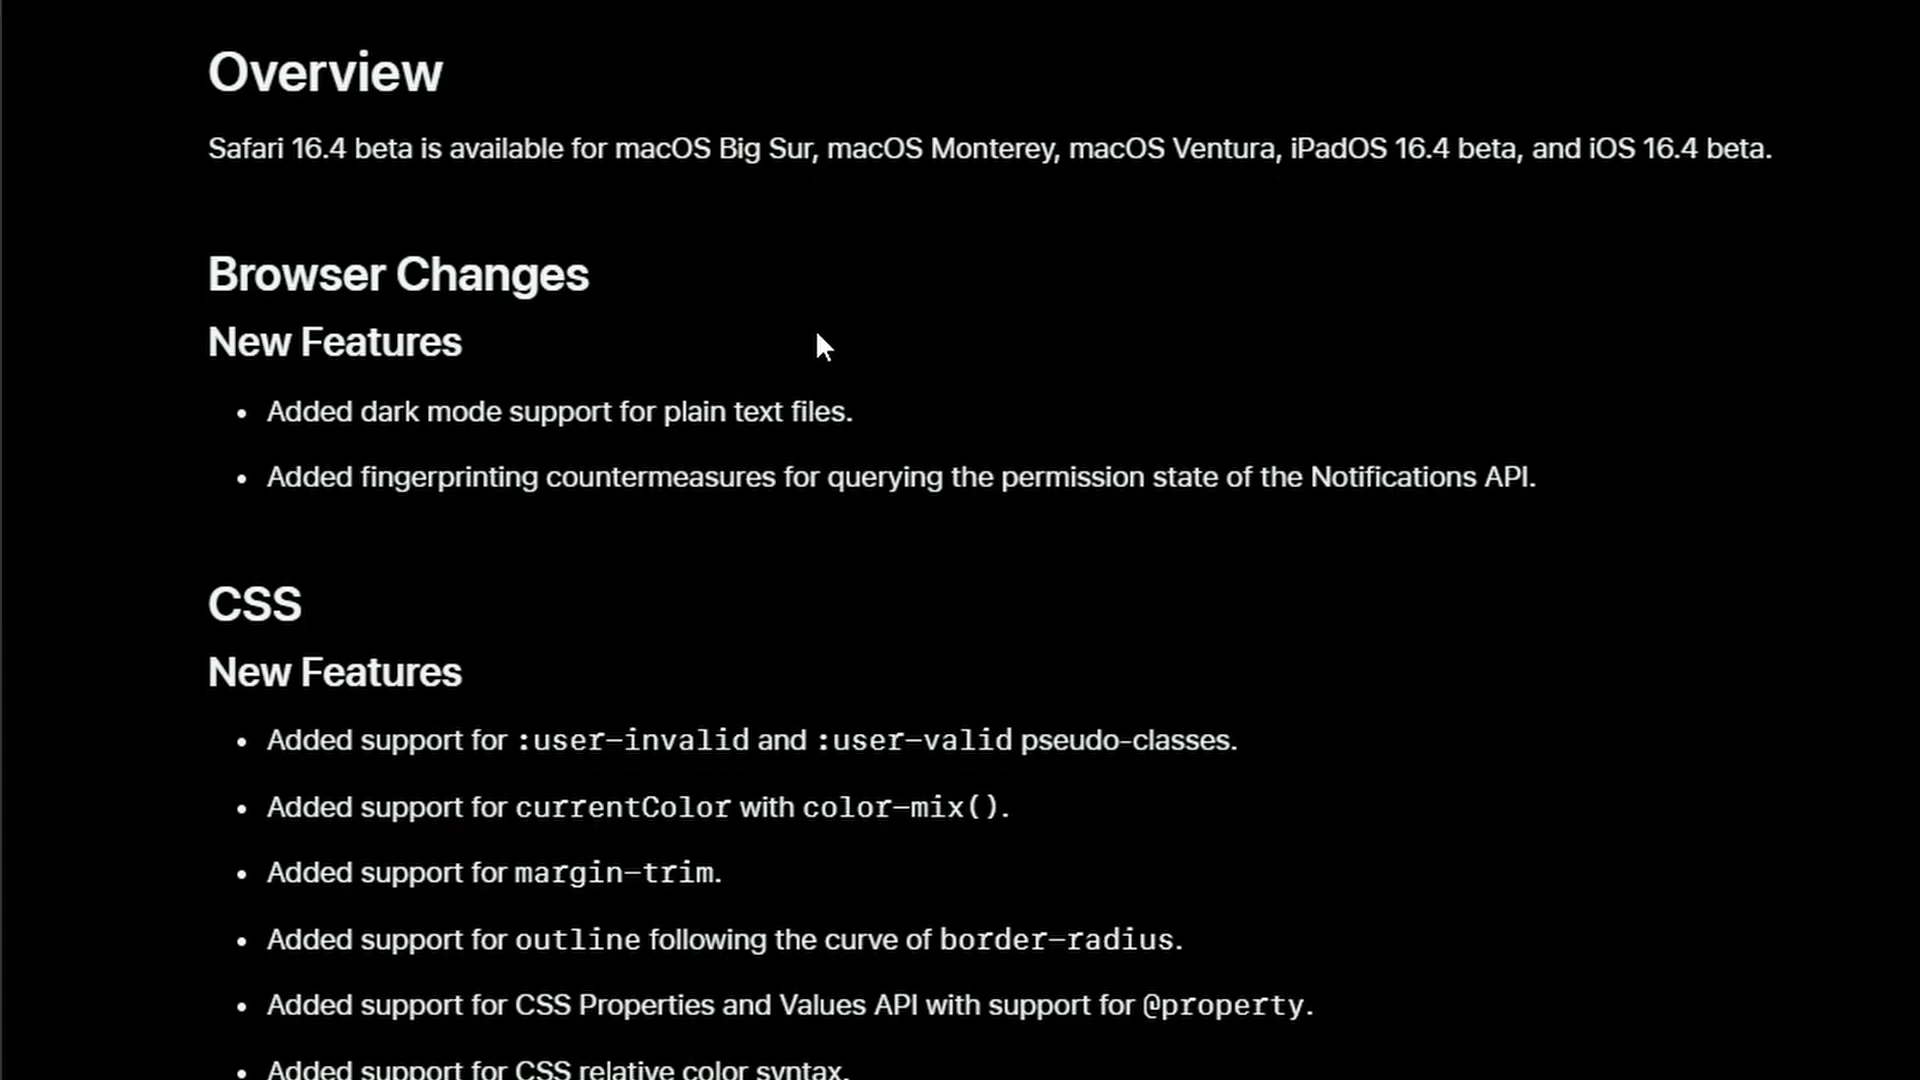 Overview
Safari 16.4 beta is available for macOS Big Sur, macOS Monterey, macOS Ventura, iPadOS 16.4 beta, and iOS 16.4 beta.
Browser Changes
New Features
• Added dark mode support for plain text files.
• Added fingerprinting countermeasures for querying the permission state of the Notifications API.
CSS
New Features
• Added support for :user-invalid and :user-valid pseudo-classes.
• Added support for currentColor with color-mix().
• Added support for margin-trim.
• Added support for outline following the curve of border-radius.
• Added support for CSS Properties and Values API with support for @property.
• Added support for CSS relative color syntax.